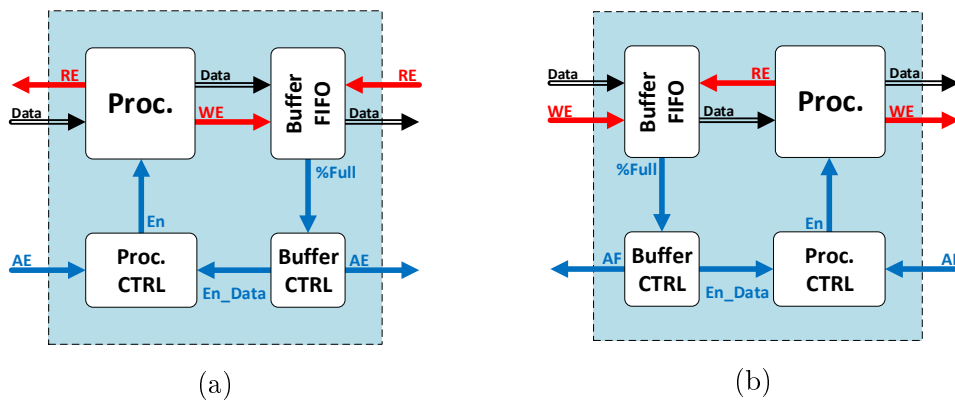 RE
Data
Proc.
Data
WE
Buffer
FIFO
RE
Data
%Full
En
AE
Proc.
CTRL
En_Data
Buffer
CTRL
AE
(a)
Data
WE
Buffer
FIFO
RE
Data
Proc.
Data
WE
%Full
En
AF
Buffer
CTRL
En_Data
Proc.
CTRL
(b)